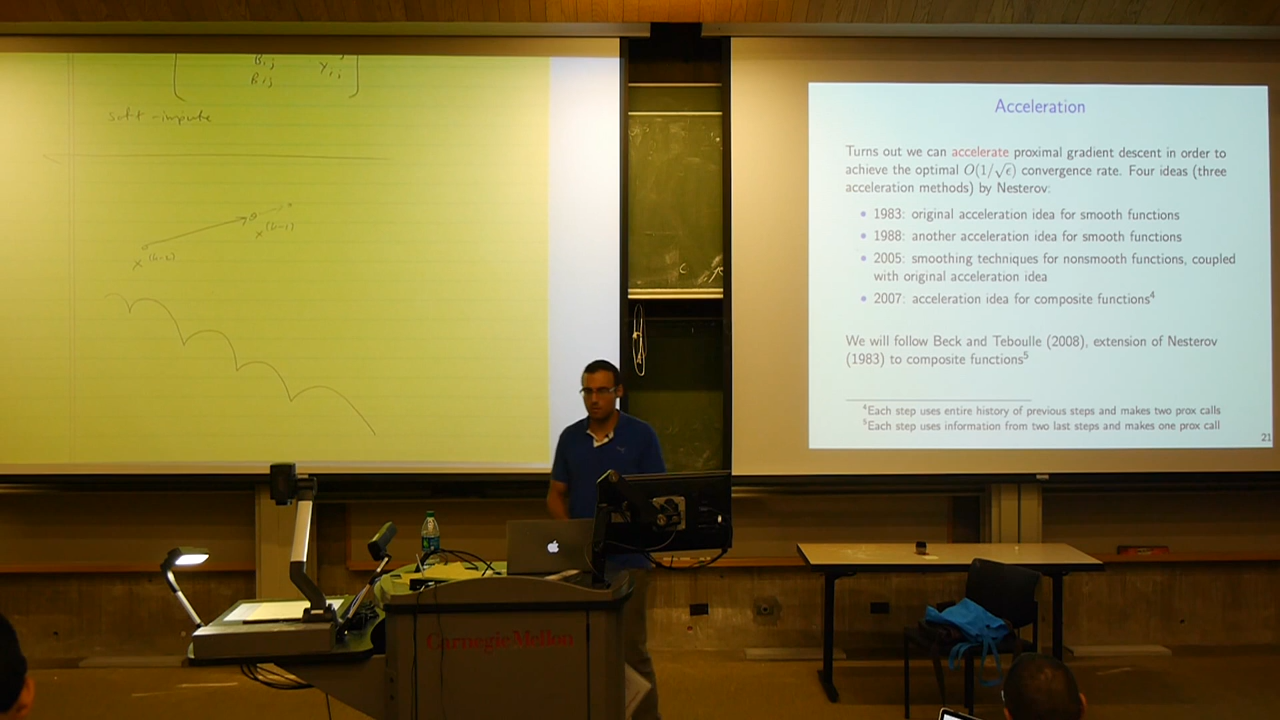 B i j
B i j
Y i j
soft-impute
x^(k-1)
x^(k-2)
Acceleration
Turns out we can accelerate proximal gradient descent in order to
achieve the optimal O(1/√ϵ) convergence rate. Four ideas (three
acceleration methods) by Nesterov:
• 1983: original acceleration idea for smooth functions
• 1988: another acceleration idea for smooth functions
• 2005: smoothing techniques for nonsmooth functions, coupled
with original acceleration idea
• 2007: acceleration idea for composite functions⁴
We will follow Beck and Teboulle (2008), extension of Nesterov
(1983) to composite functions⁵
⁴Each step uses entire history of previous steps and makes two prox calls
⁵Each step uses information from two last steps and makes one prox call
21
Carnegie Mellon